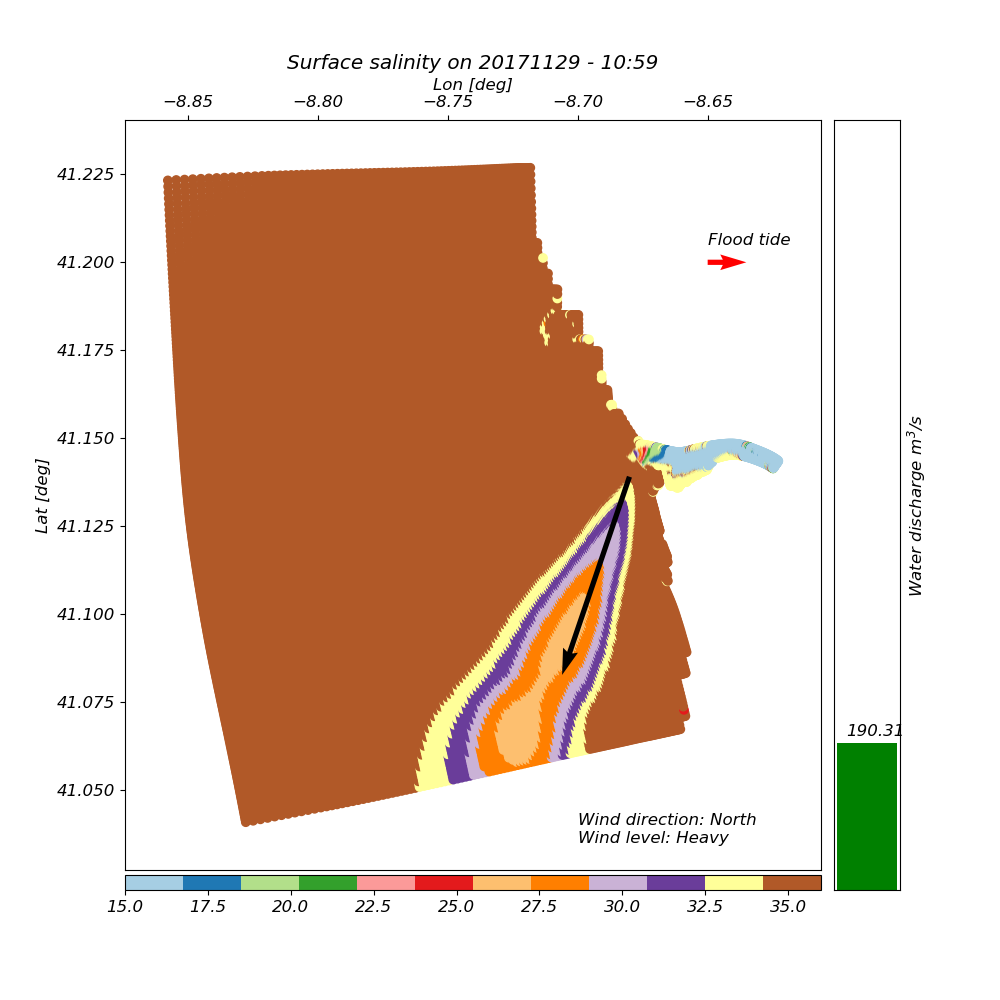 Surface salinity on 20171129 - 10:59
Lon [deg]
−8.85 −8.80 −8.75 −8.70 −8.65
41.225
41.200
41.175
41.150
41.125
41.100
41.075
41.050
Lat [deg]
Flood tide
Wind direction: North
Wind level: Heavy
190.31
Water discharge m³/s
15.0 17.5 20.0 22.5 25.0 27.5 30.0 32.5 35.0